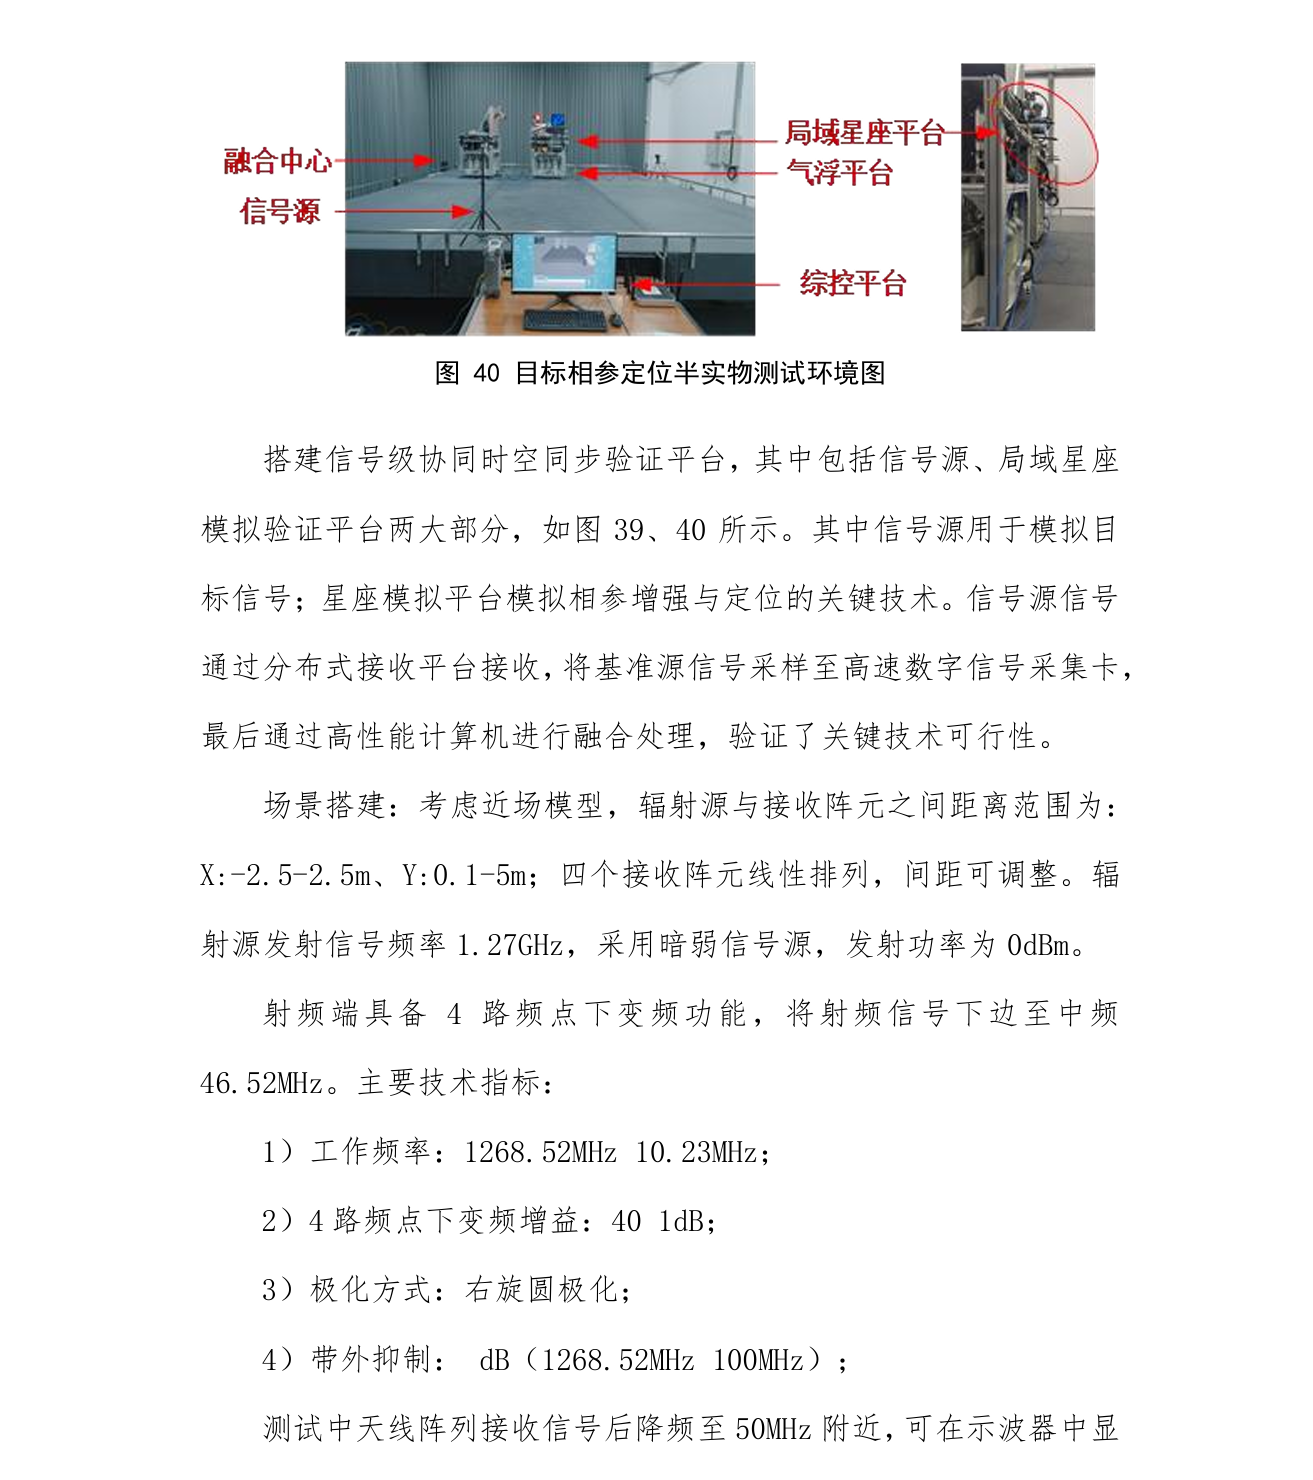 局域星座平台
融合中心
气浮平台
信号源
综控平台
图 40 目标相参定位半实物测试环境图
搭建信号级协同时空同步验证平台，其中包括信号源、局域星座
模拟验证平台两大部分，如图 39、40 所示。其中信号源用于模拟目
标信号；星座模拟平台模拟相参增强与定位的关键技术。信号源信号
通过分布式接收平台接收，将基准源信号采样至高速数字信号采集卡，
最后通过高性能计算机进行融合处理，验证了关键技术可行性。
场景搭建：考虑近场模型，辐射源与接收阵元之间距离范围为：
X:-2.5-2.5m、Y:0.1-5m；四个接收阵元线性排列，间距可调整。辐
射源发射信号频率 1.27GHz，采用暗弱信号源，发射功率为 0dBm。
射频端具备 4 路频点下变频功能，将射频信号下边至中频
46.52MHz。主要技术指标：
1）工作频率：1268.52MHz 10.23MHz；
2）4 路频点下变频增益：40 1dB；
3）极化方式：右旋圆极化；
4）带外抑制： dB（1268.52MHz 100MHz）；
测试中天线阵列接收信号后降频至 50MHz 附近，可在示波器中显